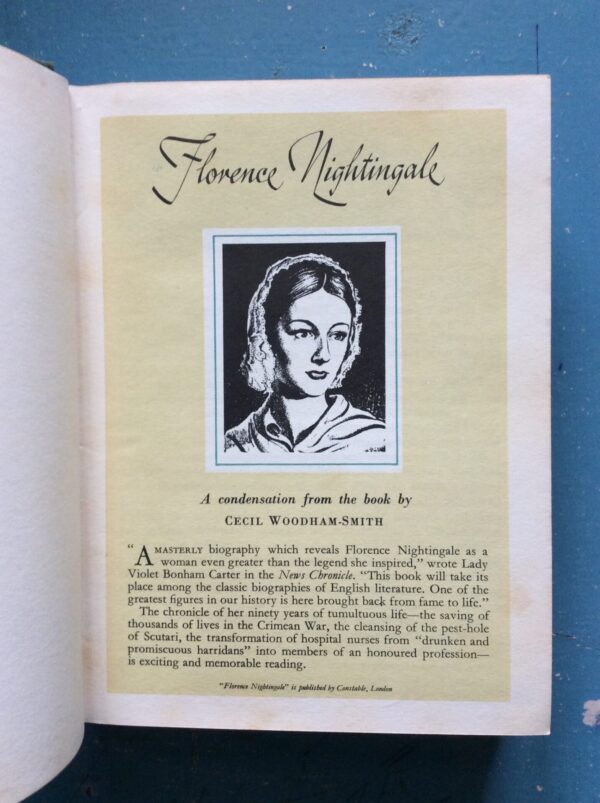 Florence Nightingale
A condensation from the book by
CECIL WOODHAM-SMITH
“A MASTERLY biography which reveals Florence Nightingale as a
woman even greater than the legend she inspired,” wrote Lady
Violet Bonham Carter in the News Chronicle. “This book will take its
place among the classic biographies of English literature. One of the
greatest figures in our history is here brought back from fame to life.”
The chronicle of her ninety years of tumultuous life—the saving of
thousands of lives in the Crimean War, the cleansing of the pest-hole
of Scutari, the transformation of hospital nurses from “drunken and
promiscuous harridans” into members of an honoured profession—
is exciting and memorable reading.
“Florence Nightingale” is published by Constable, London